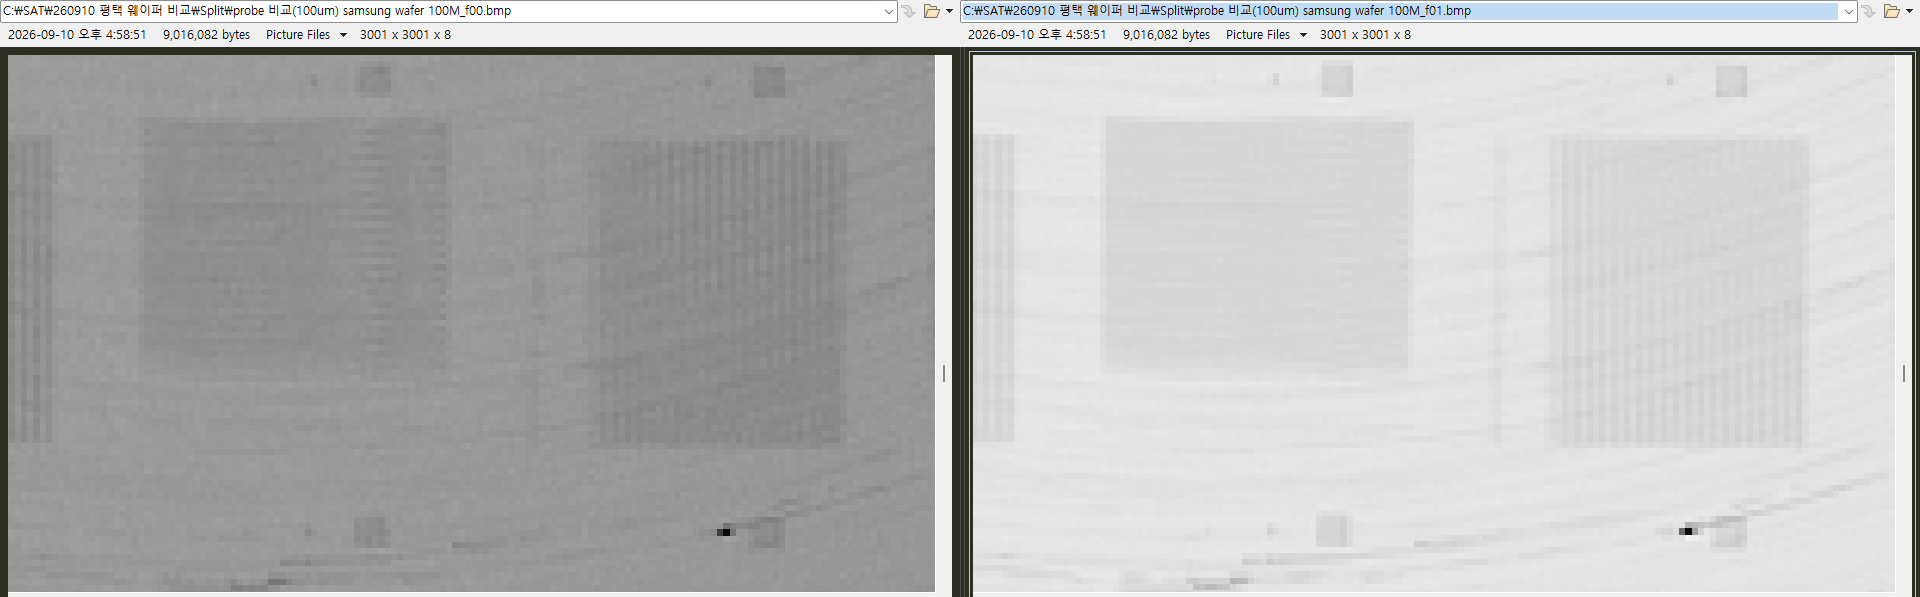 C:₩SAT₩260910 평택 웨이퍼 비교₩Split₩probe 비교(100um) samsung wafer 100M_f00.bmp
2026-09-10 오후 4:58:51 9,016,082 bytes Picture Files 3001 x 3001 x 8
C:₩SAT₩260910 평택 웨이퍼 비교₩Split₩probe 비교(100um) samsung wafer 100M_f01.bmp
2026-09-10 오후 4:58:51 9,016,082 bytes Picture Files 3001 x 3001 x 8